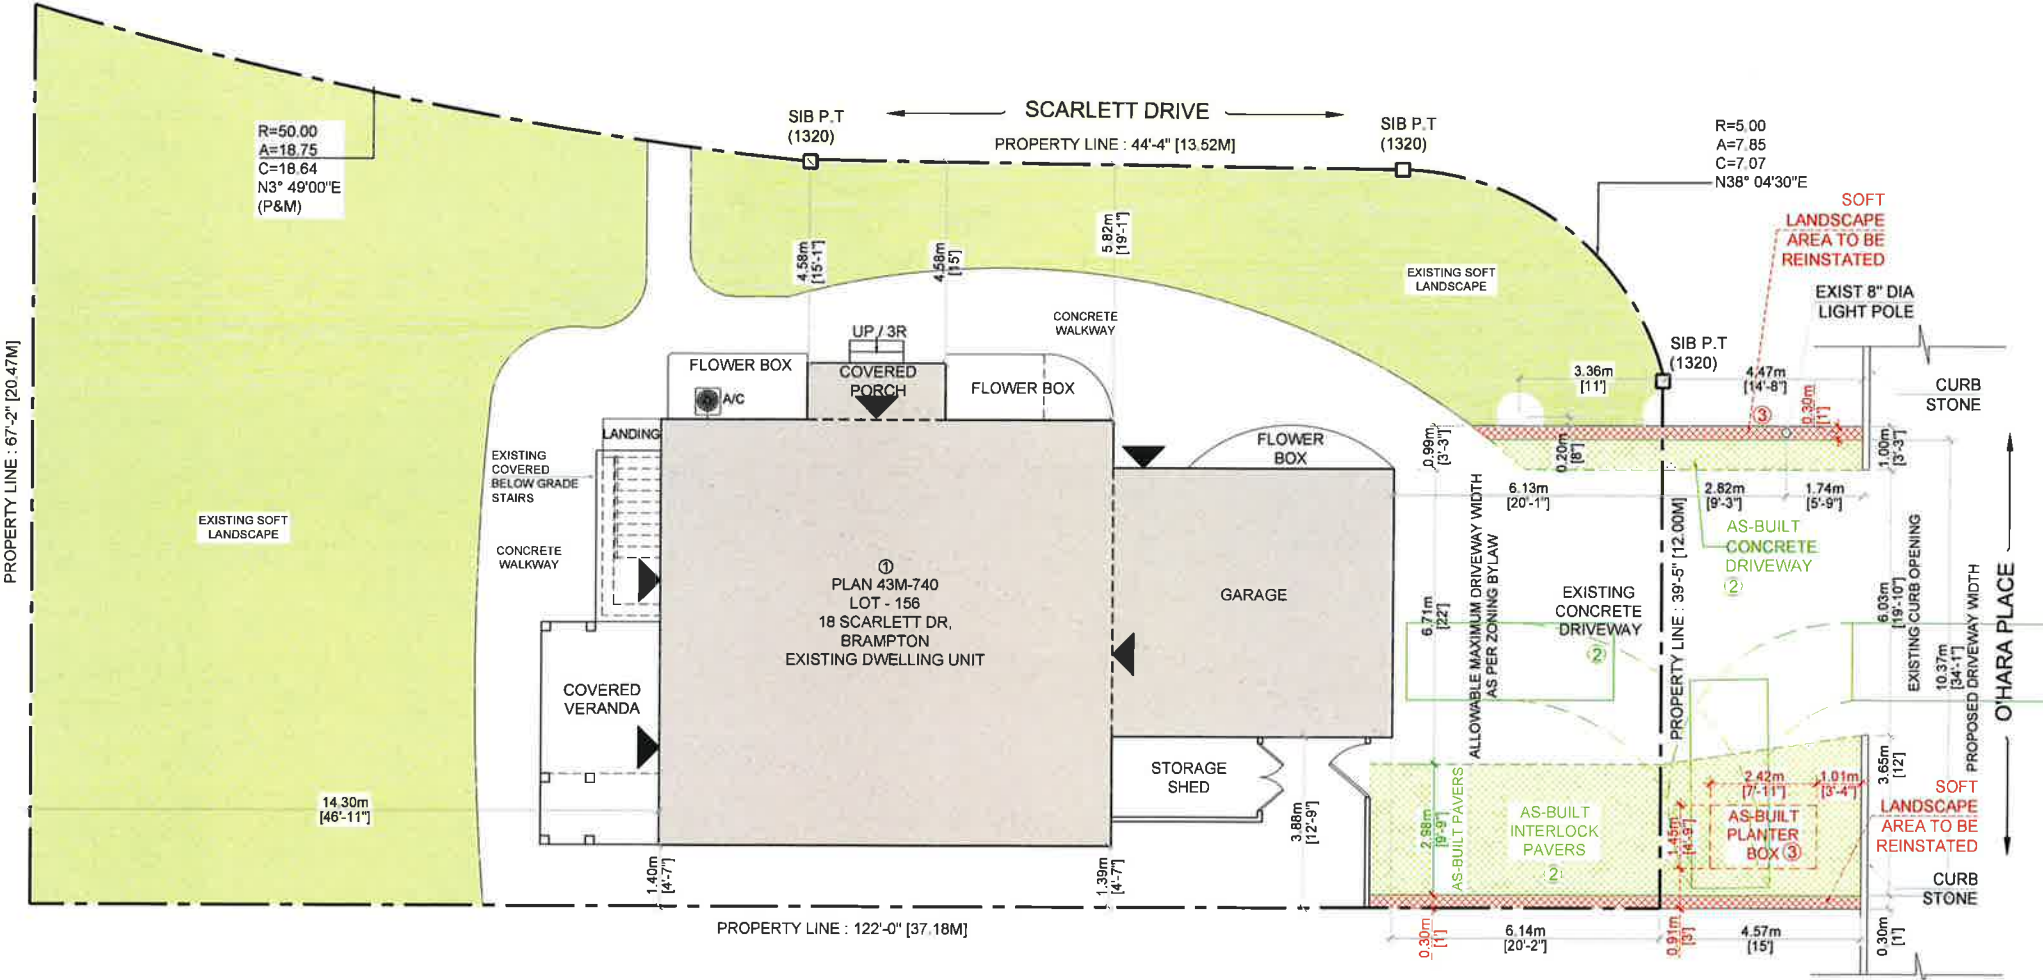 SCARLETT DRIVE
PROPERTY LINE : 44'-4" [13.52M]
SIB P.T
(1320)
SIB P.T
(1320)
R=50.00
A=18.75
C=18.64
N3° 49'00"E
(P&M)
R=5.00
A=7.85
C=7.07
N38° 04'30"E
SOFT
LANDSCAPE
AREA TO BE
REINSTATED
EXIST 8" DIA
LIGHT POLE
SIB P.T
(1320)
4.58m
[15'-1"]
4.58m
[15']
5.82m
[19'-1"]
EXISTING SOFT
LANDSCAPE
CONCRETE
WALKWAY
UP / 3R
FLOWER BOX
A/C
COVERED
PORCH
FLOWER BOX
3.36m
[11']
4.47m
[14'-8"]
0.30m
[1']
③
CURB
STONE
PROPERTY LINE : 67'-2" [20.47M]
LANDING
EXISTING
COVERED
BELOW GRADE
STAIRS
FLOWER
BOX
0.99m
[3'-3"]
0.20m
[8"]
1.00m
[3'-3"]
6.13m
[20'-1"]
2.82m
[9'-3"]
1.74m
[5'-9"]
EXISTING SOFT
LANDSCAPE
CONCRETE
WALKWAY
①
PLAN 43M-740
LOT - 156
18 SCARLETT DR,
BRAMPTON
EXISTING DWELLING UNIT
GARAGE
6.71m
[22']
ALLOWABLE MAXIMUM DRIVEWAY WIDTH
AS PER ZONING BYLAW
EXISTING
CONCRETE
DRIVEWAY
②
PROPERTY LINE : 39'-5" [12.00M]
AS-BUILT
CONCRETE
DRIVEWAY
②
6.03m
[19'-10"]
EXISTING CURB OPENING
10.37m
[34'-1"]
PROPOSED DRIVEWAY WIDTH
O'HARA PLACE
COVERED
VERANDA
STORAGE
SHED
14.30m
[46'-11"]
3.88m
[12'-9"]
2.98m
[9'-9"]
AS-BUILT PAVERS
AS-BUILT
INTERLOCK
PAVERS
②
2.42m
[7'-11"]
1.01m
[3'-4"]
1.45m
[4'-9"]
AS-BUILT
PLANTER
BOX ③
3.65m
[12']
SOFT
LANDSCAPE
AREA TO BE
REINSTATED
CURB
STONE
1.40m
[4'-7"]
1.39m
[4'-7"]
PROPERTY LINE : 122'-0" [37.18M]
0.30m
[1']
6.14m
[20'-2"]
0.91m
[3']
4.57m
[15']
0.30m
[1']